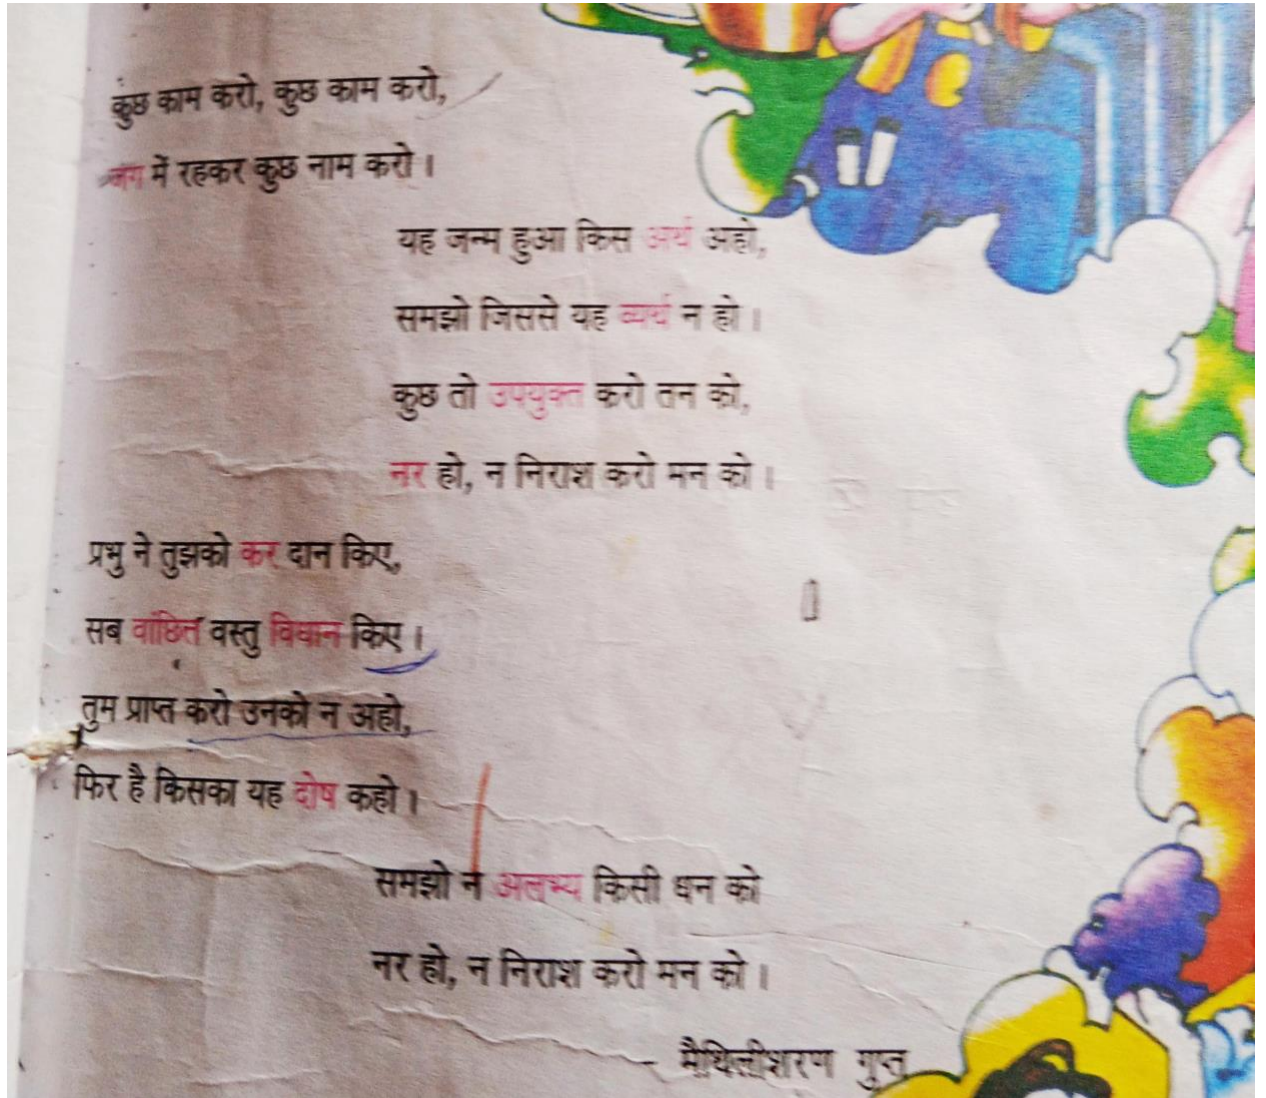 कुछ काम करो, कुछ काम करो,
जग में रहकर कुछ नाम करो ।
यह जन्म हुआ किस अर्थ अहो,
समझो जिससे यह व्यर्थ न हो ।
कुछ तो उपयुक्त करो तन को,
नर हो, न निराश करो मन को ।
प्रभु ने तुझको कर दान किए,
सब वांछित वस्तु विधान किए ।
तुम प्राप्त करो उनको न अहो,
फिर है किसका यह दोष कहो ।
समझो न अलभ्य किसी धन को
नर हो, न निराश करो मन को ।
- मैथिलीशरण गुप्त